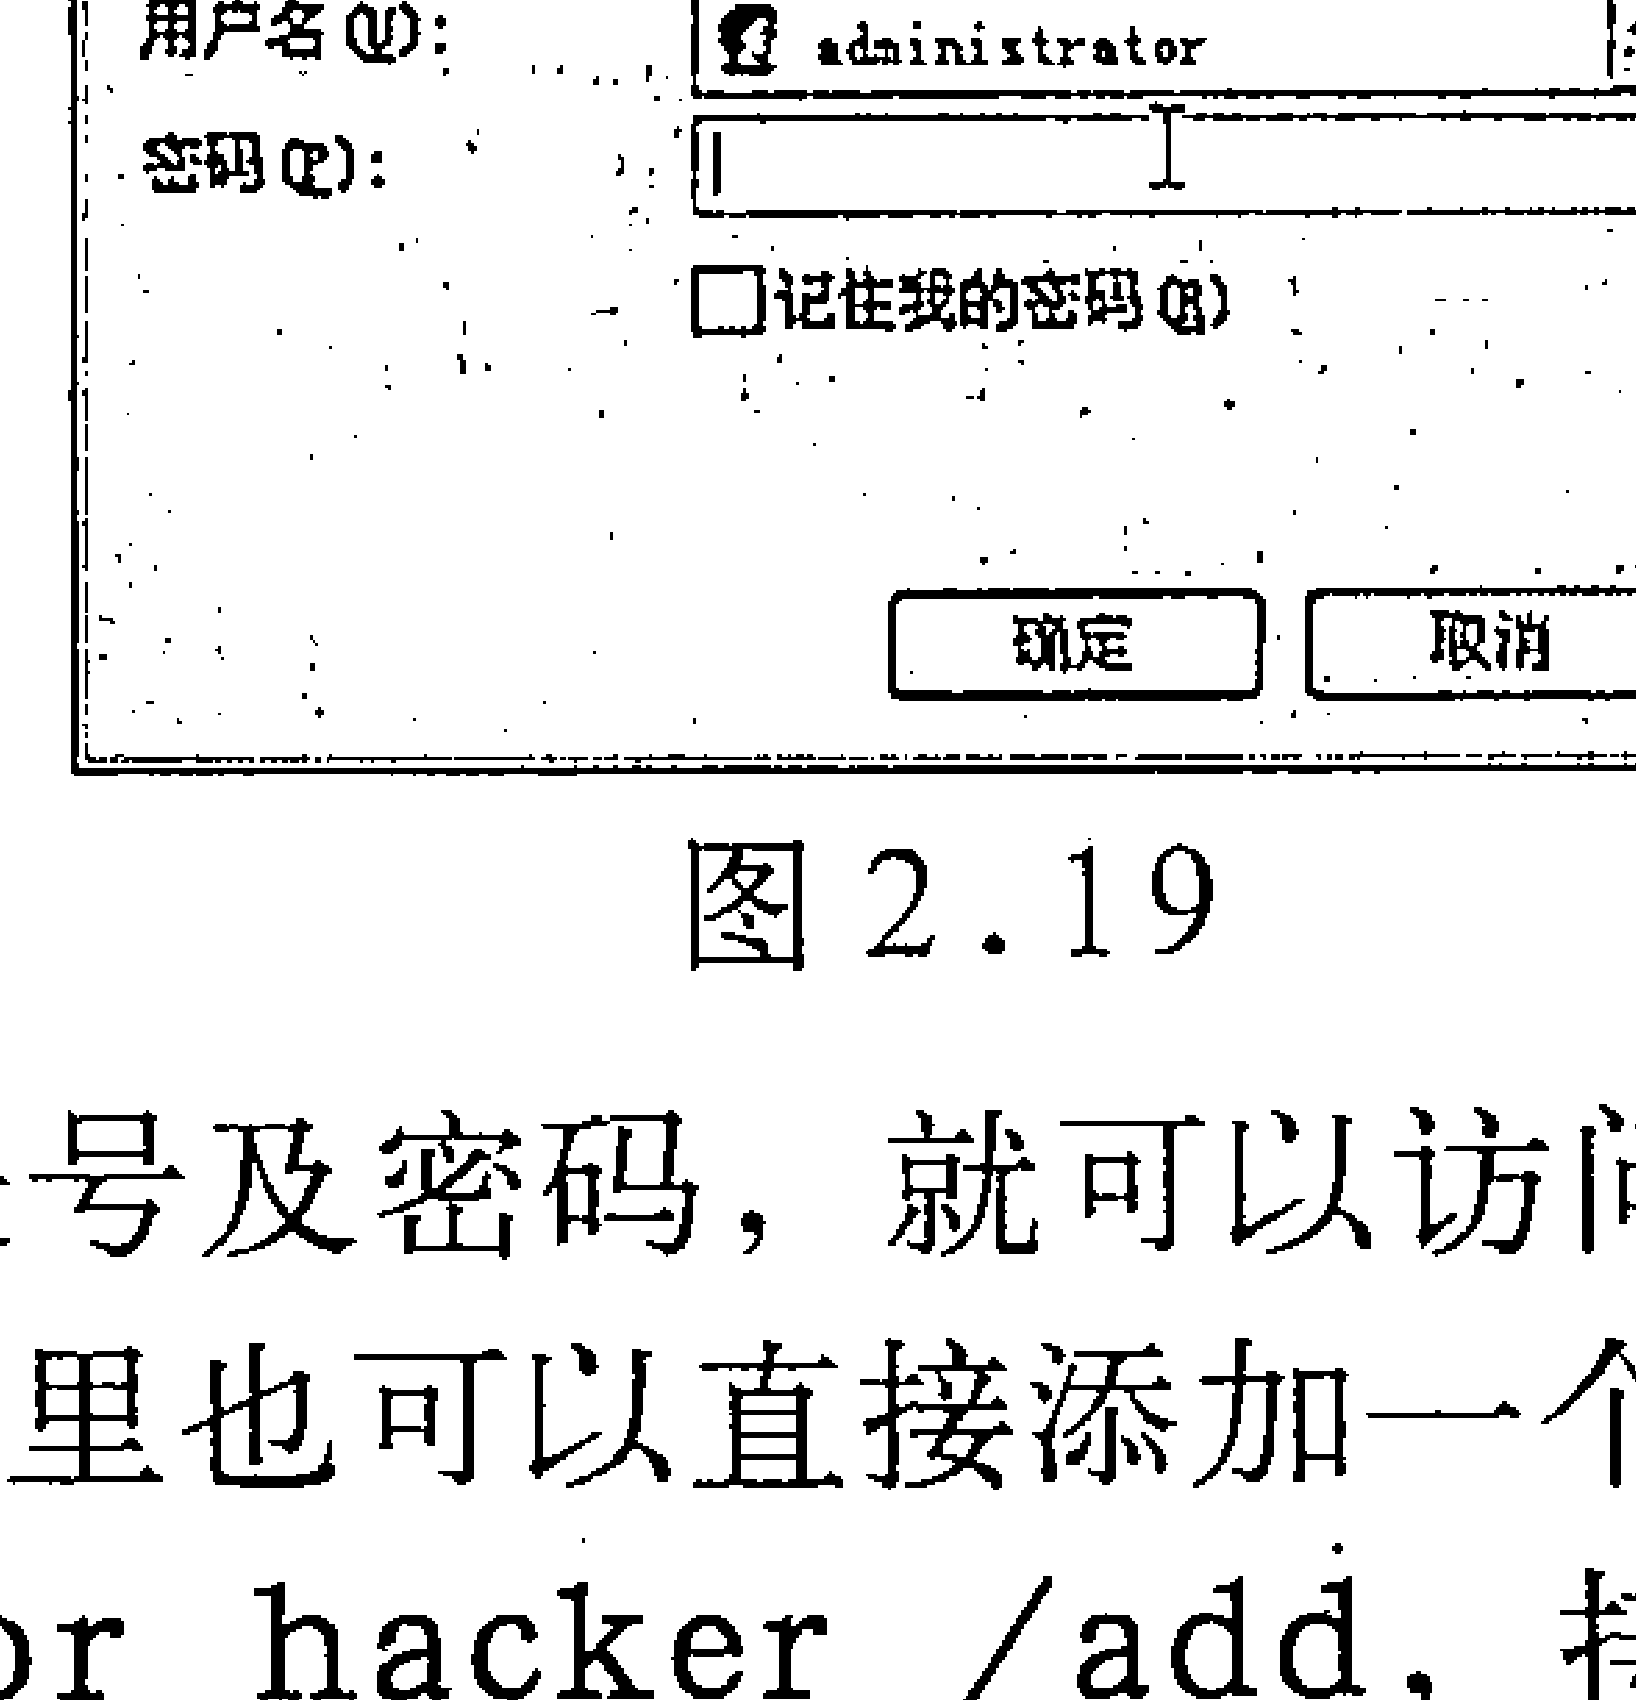 用户名(U):
administrator
密码(P):
记住我的密码(R)
确定 取消
图 2.19
号及密码，就可以访问
里也可以直接添加一个
or hacker /add. 接